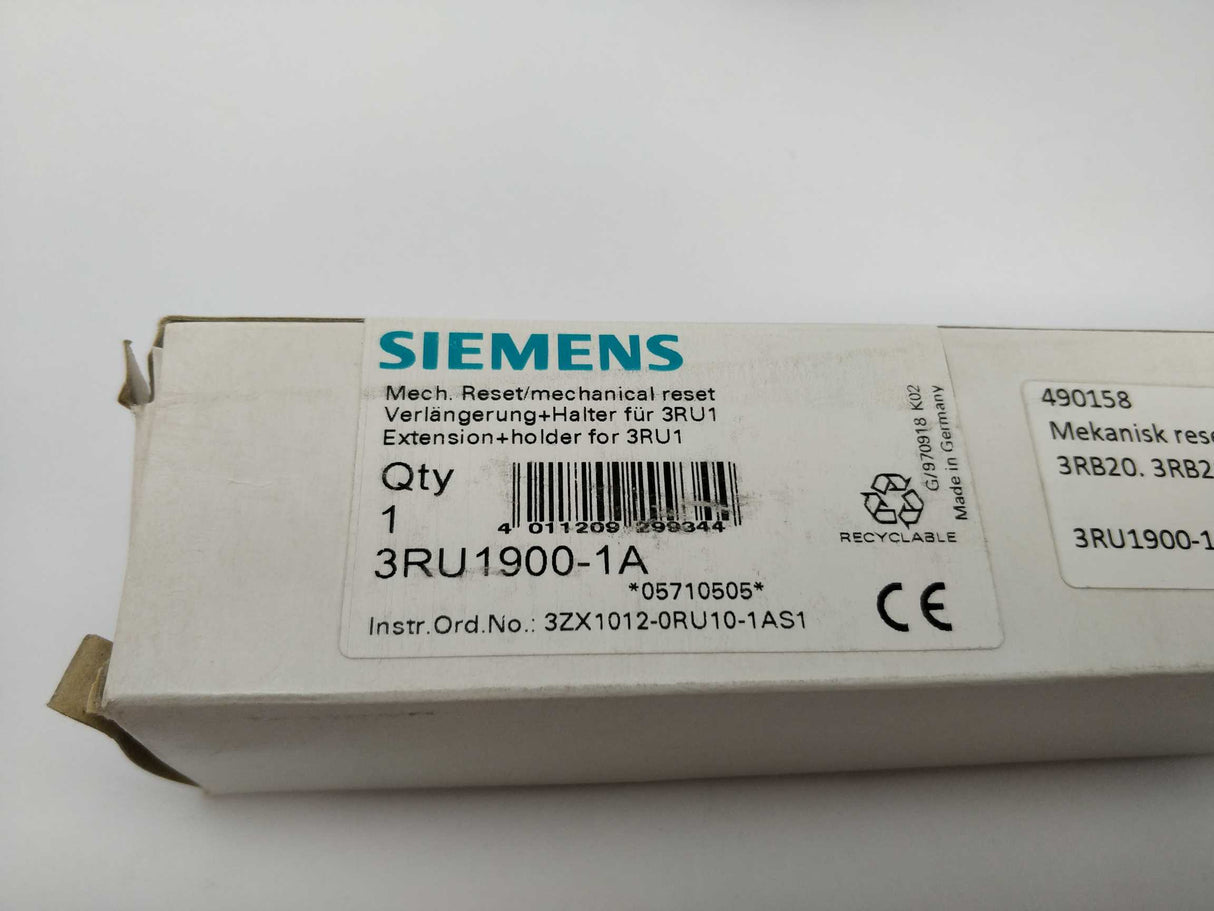 SIEMENS
Mech. Reset/mechanical reset
Verlängerung+Halter für 3RU1
Extension+holder for 3RU1
Qty
1
4 011209 299344
3RU1900-1A
*05710505*
Instr.Ord.No.: 3ZX1012-0RU10-1AS1
RECYCLABLE
G/970918 K02
Made in Germany
CE
490158
Mekanisk rese
3RB20. 3RB2
3RU1900-1